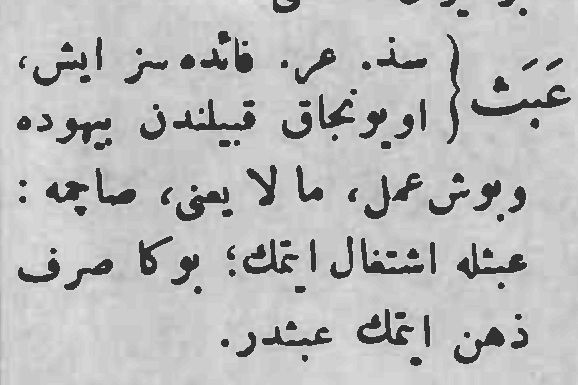 عَبَث { سذ. عر. فائده سز ايش،
اويونجاق قبيلندن بيهوده
وبوش عمل، ما لا يعنى، صاچمه :
عبثله اشتغال ايتمك؛ بوكا صرف
ذهن ايتمك عبثدر.